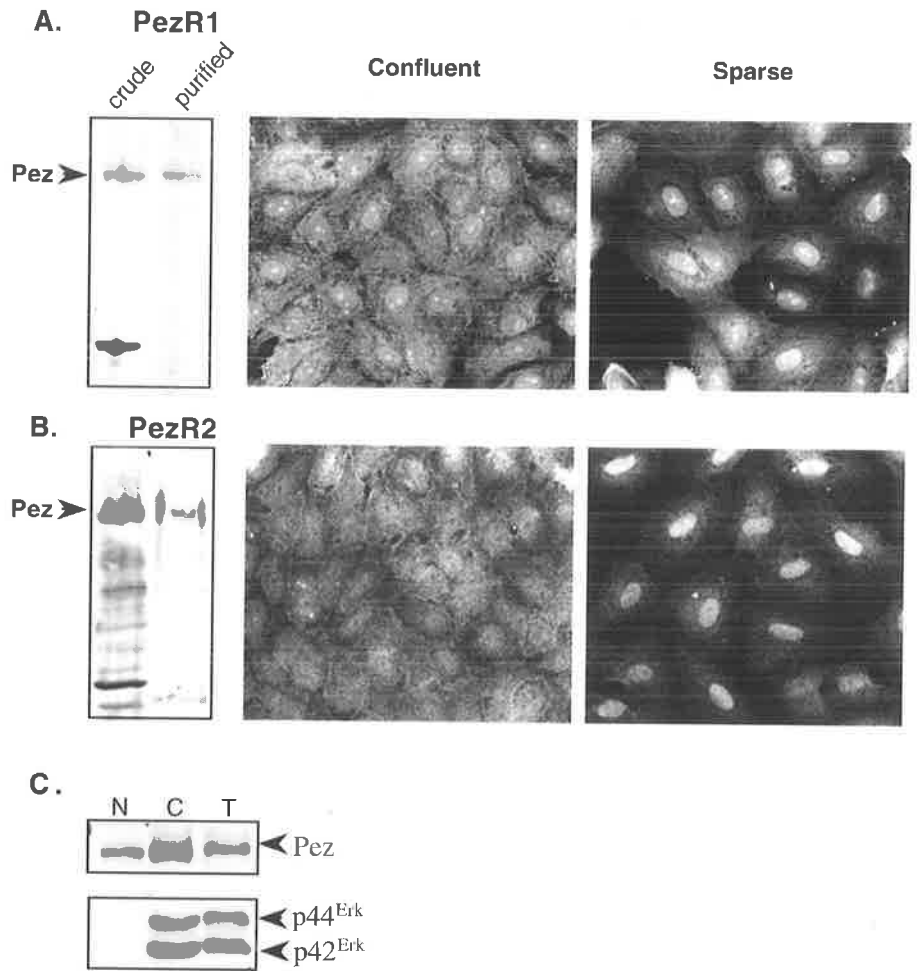 A. PezR1
crude purified
Confluent Sparse
Pez
B. PezR2
Pez
C.
N C T
Pez
p44Erk
p42Erk